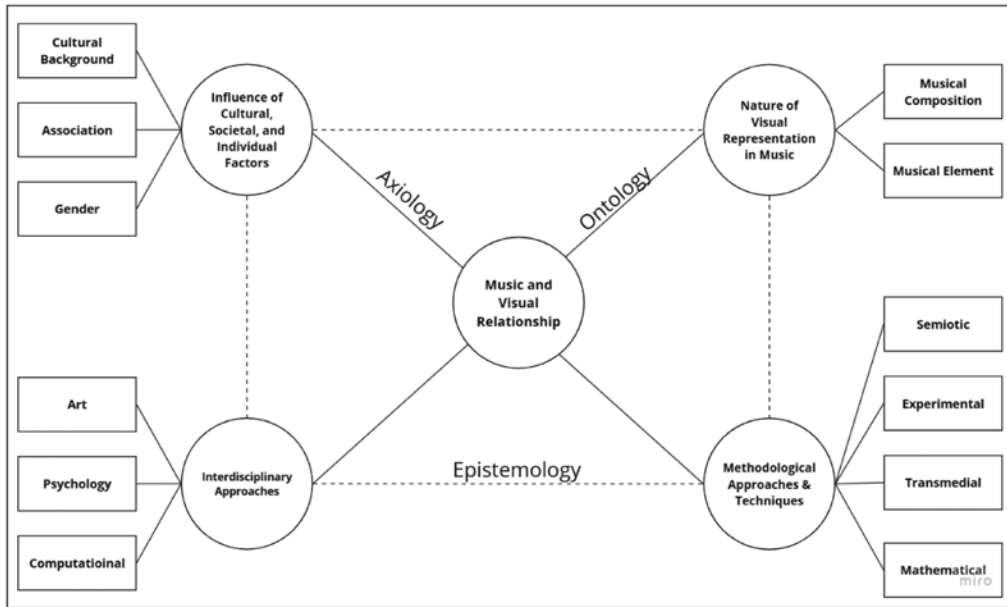 Cultural
Background
Association
Gender
Influence of
Cultural,
Societal, and
Individual
Factors
Axiology
Ontology
Nature of
Visual
Representation
in Music
Musical
Composition
Musical Element
Music and
Visual
Relationship
Art
Psychology
Computatioinal
Interdisciplinary
Approaches
Epistemology
Methodological
Approaches &
Techniques
Semiotic
Experimental
Transmedial
Mathematical
miro